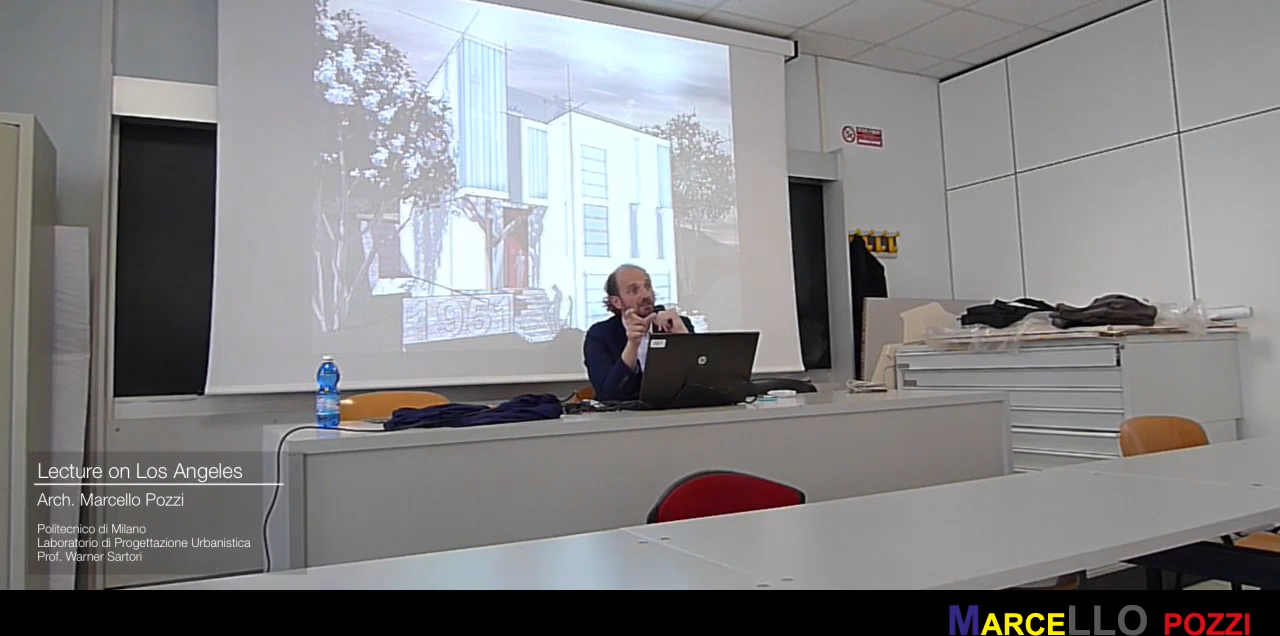 1951
hp
Lecture on Los Angeles
Arch. Marcello Pozzi
Politecnico di Milano
Laboratorio di Progettazione Urbanistica
Prof. Warner Sartori
MARCELLO POZZI